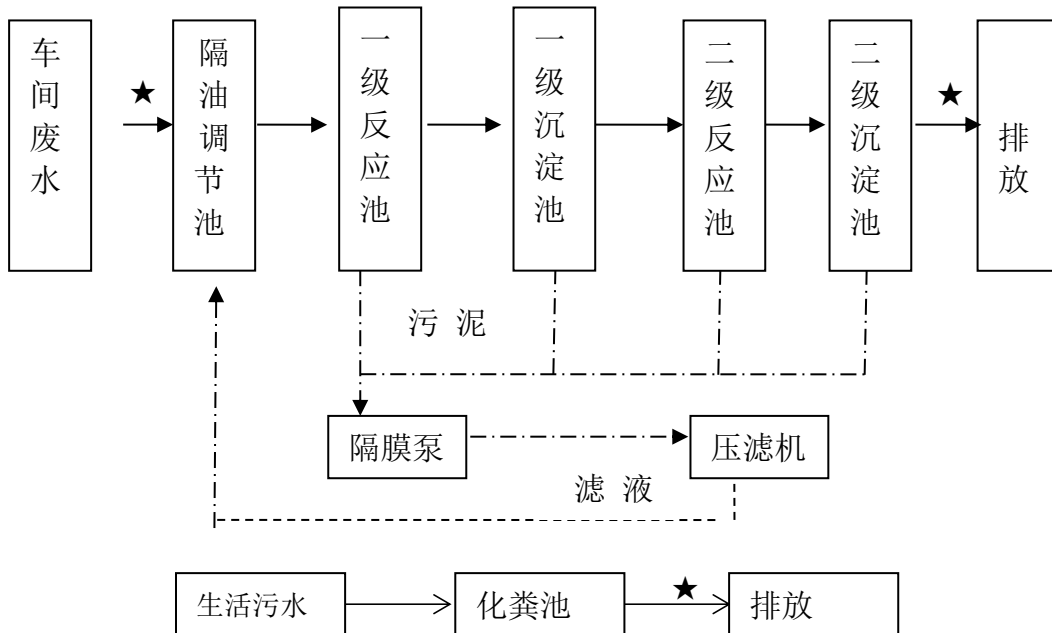 车间废水
隔油调节池
一级反应池
一级沉淀池
二级反应池
二级沉淀池
排放
★
★
污 泥
隔膜泵
压滤机
滤 液
生活污水
化粪池
★
排放